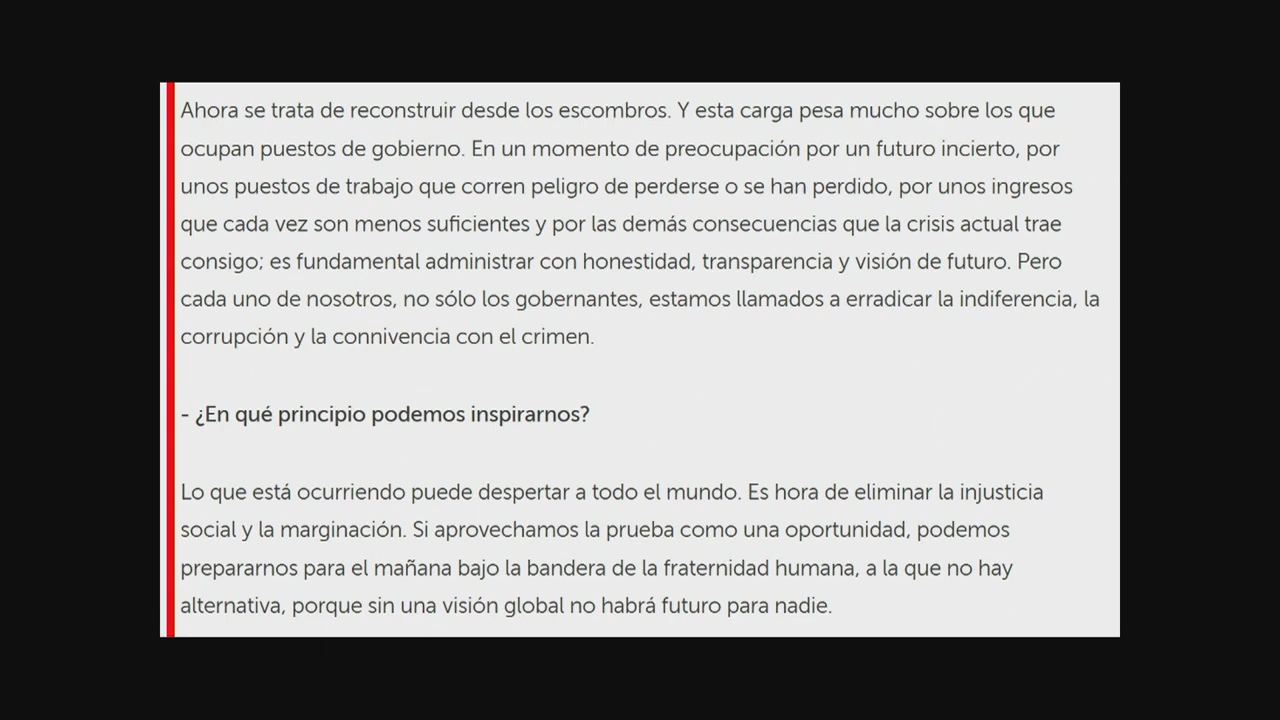 Ahora se trata de reconstruir desde los escombros. Y esta carga pesa mucho sobre los que
ocupan puestos de gobierno. En un momento de preocupación por un futuro incierto, por
unos puestos de trabajo que corren peligro de perderse o se han perdido, por unos ingresos
que cada vez son menos suficientes y por las demás consecuencias que la crisis actual trae
consigo; es fundamental administrar con honestidad, transparencia y visión de futuro. Pero
cada uno de nosotros, no sólo los gobernantes, estamos llamados a erradicar la indiferencia, la
corrupción y la connivencia con el crimen.
- ¿En qué principio podemos inspirarnos?
Lo que está ocurriendo puede despertar a todo el mundo. Es hora de eliminar la injusticia
social y la marginación. Si aprovechamos la prueba como una oportunidad, podemos
prepararnos para el mañana bajo la bandera de la fraternidad humana, a la que no hay
alternativa, porque sin una visión global no habrá futuro para nadie.